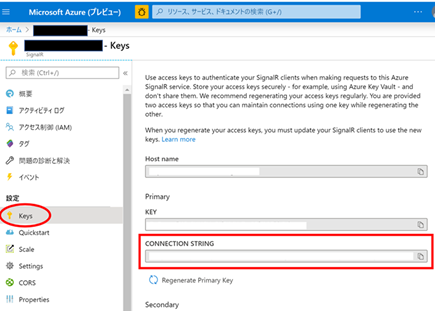 Microsoft Azure (プレビュー)
リソース、サービス、ドキュメントの検索 (G+/)
ホーム > - Keys
- Keys
SignalR
検索 (Ctrl+/)
概要
アクティビティ ログ
アクセス制御 (IAM)
タグ
問題の診断と解決
イベント
設定
Keys
Quickstart
Scale
Settings
CORS
Properties
Use access keys to authenticate your SignalR clients when making requests to this Azure
SignalR service. Store your access keys securely - for example, using Azure Key Vault - and
don't share them. We recommend regenerating your access keys regularly. You are provided
two access keys so that you can maintain connections using one key while regenerating the
other.
When you regenerate your access keys, you must update your SignalR clients to use the new
keys. Learn more
Host name
Primary
KEY
CONNECTION STRING
Regenerate Primary Key
Secondary